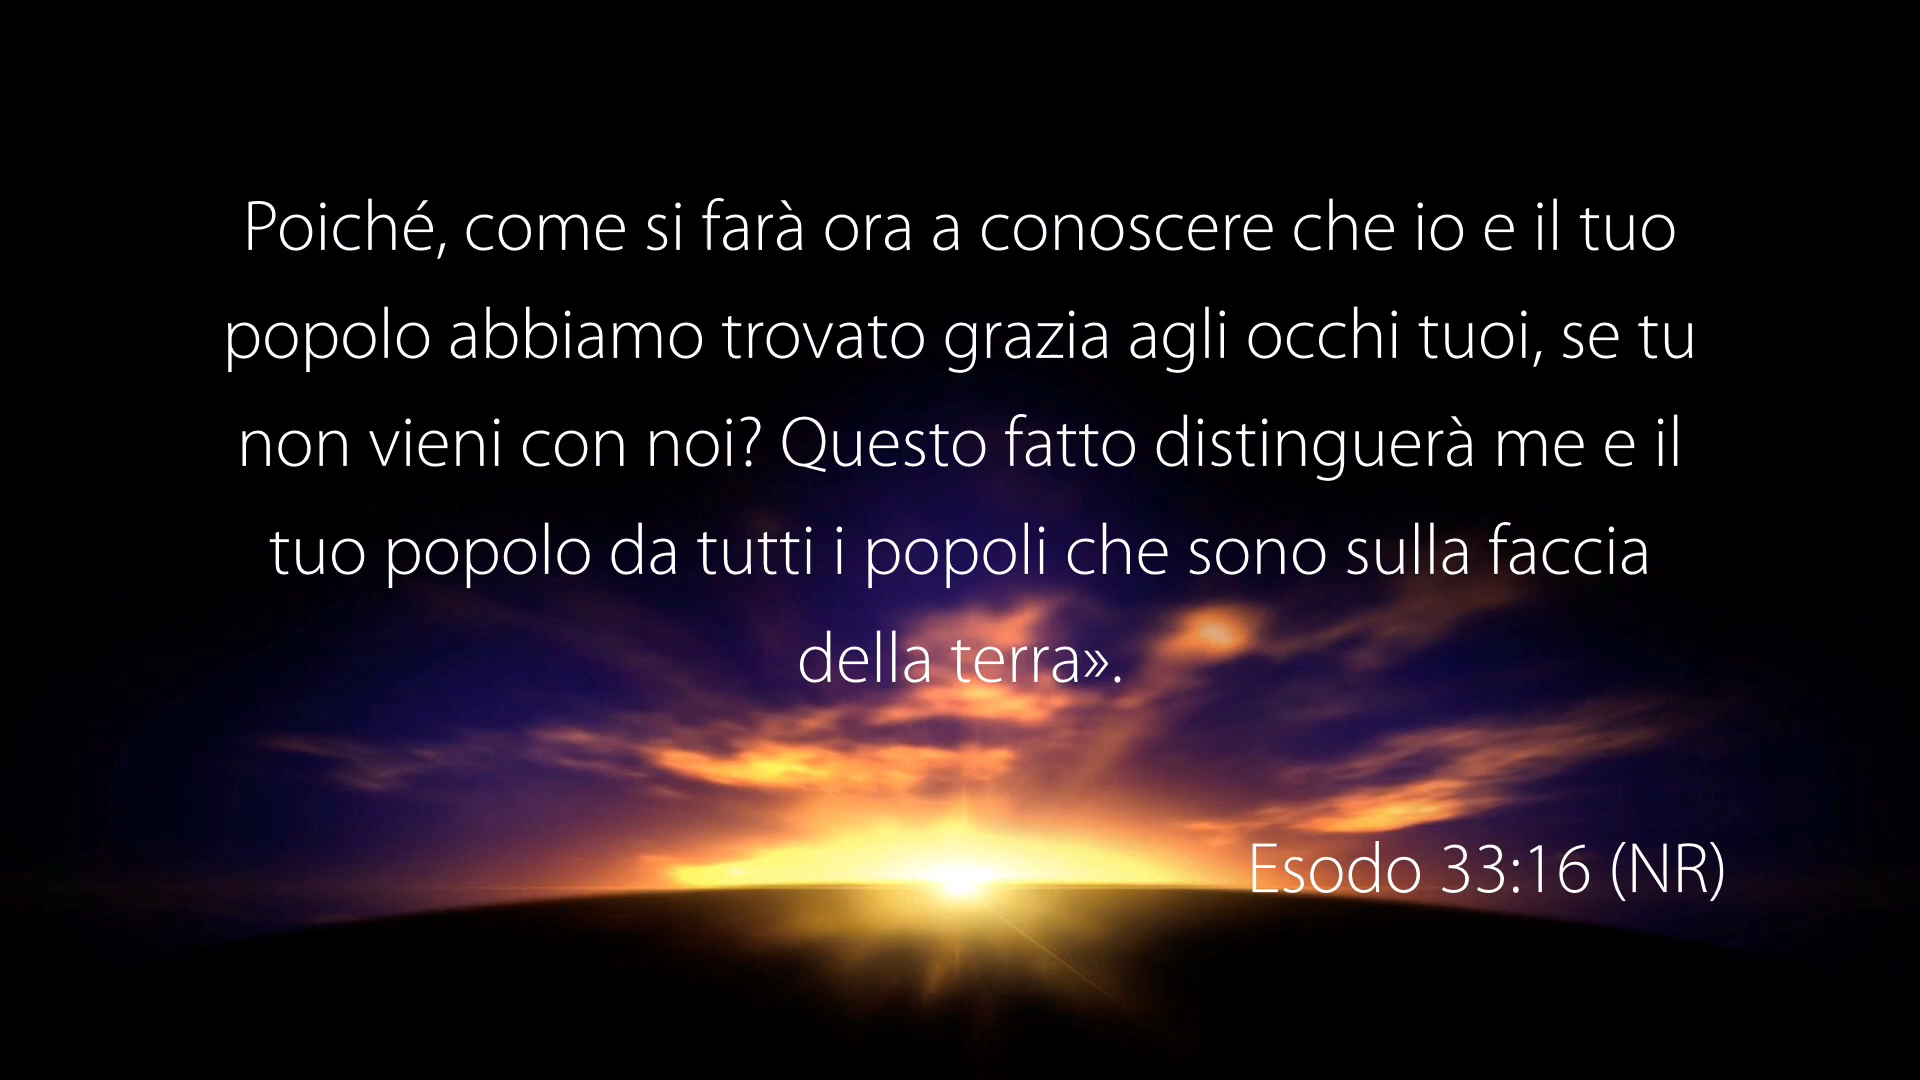 Poiché, come si farà ora a conoscere che io e il tuo
popolo abbiamo trovato grazia agli occhi tuoi, se tu
non vieni con noi? Questo fatto distinguerà me e il
tuo popolo da tutti i popoli che sono sulla faccia
della terra».
Esodo 33:16 (NR)